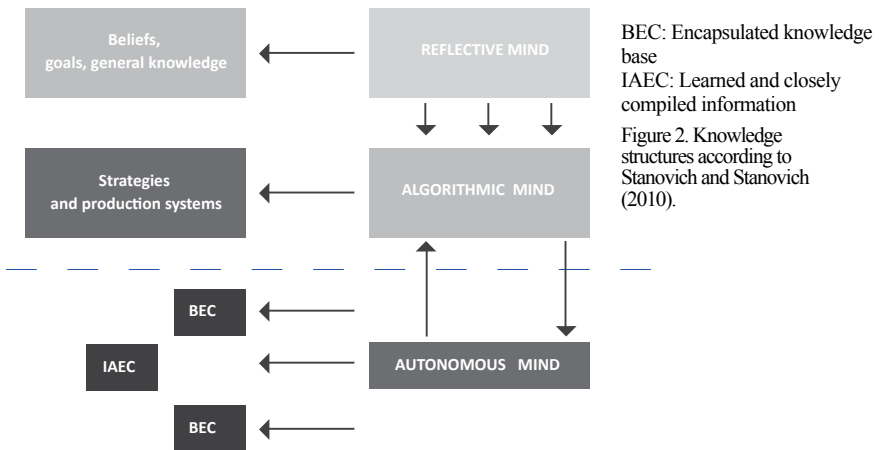 Beliefs,
goals, general knowledge
REFLECTIVE MIND
Strategies
and production systems
ALGORITHMIC MIND
BEC
IAEC
AUTONOMOUS MIND
BEC
BEC: Encapsulated knowledge
base
IAEC: Learned and closely
compiled information
Figure 2. Knowledge
structures according to
Stanovich and Stanovich
(2010).